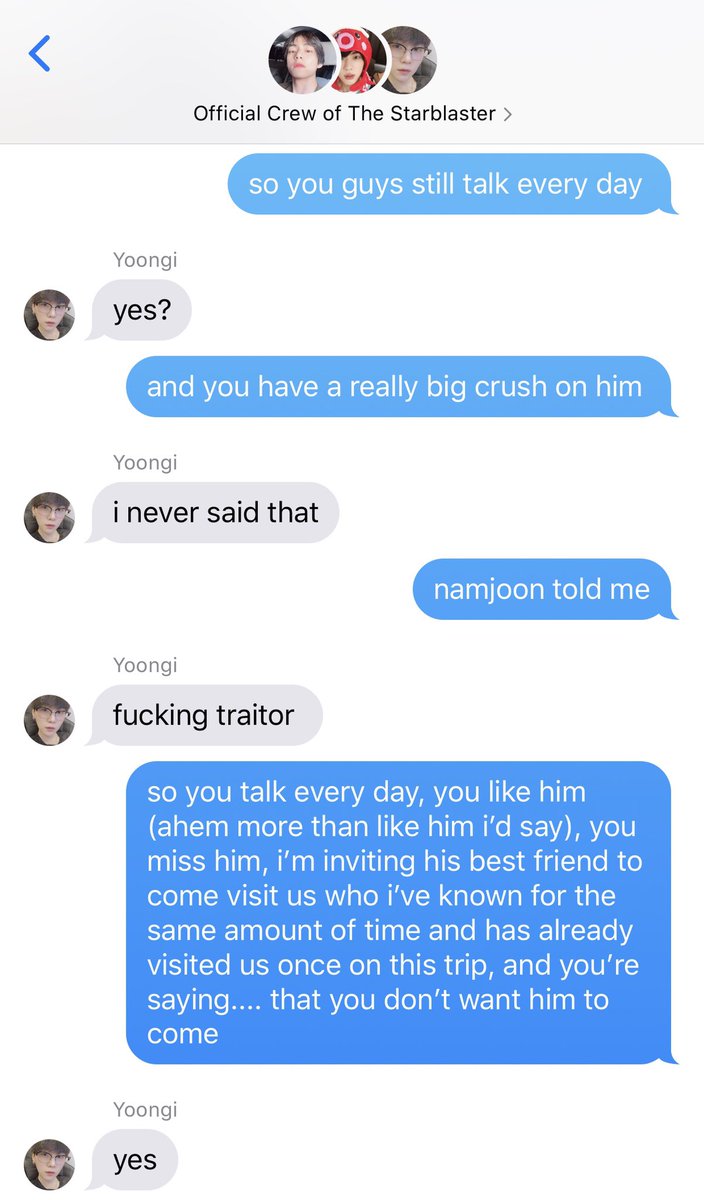 Official Crew of The Starblaster
so you guys still talk every day
Yoongi
yes?
and you have a really big crush on him
Yoongi
i never said that
namjoon told me
Yoongi
fucking traitor
so you talk every day, you like him
(ahem more than like him i’d say), you
miss him, i’m inviting his best friend to
come visit us who i’ve known for the
same amount of time and has already
visited us once on this trip, and you’re
saying.... that you don’t want him to
come
Yoongi
yes